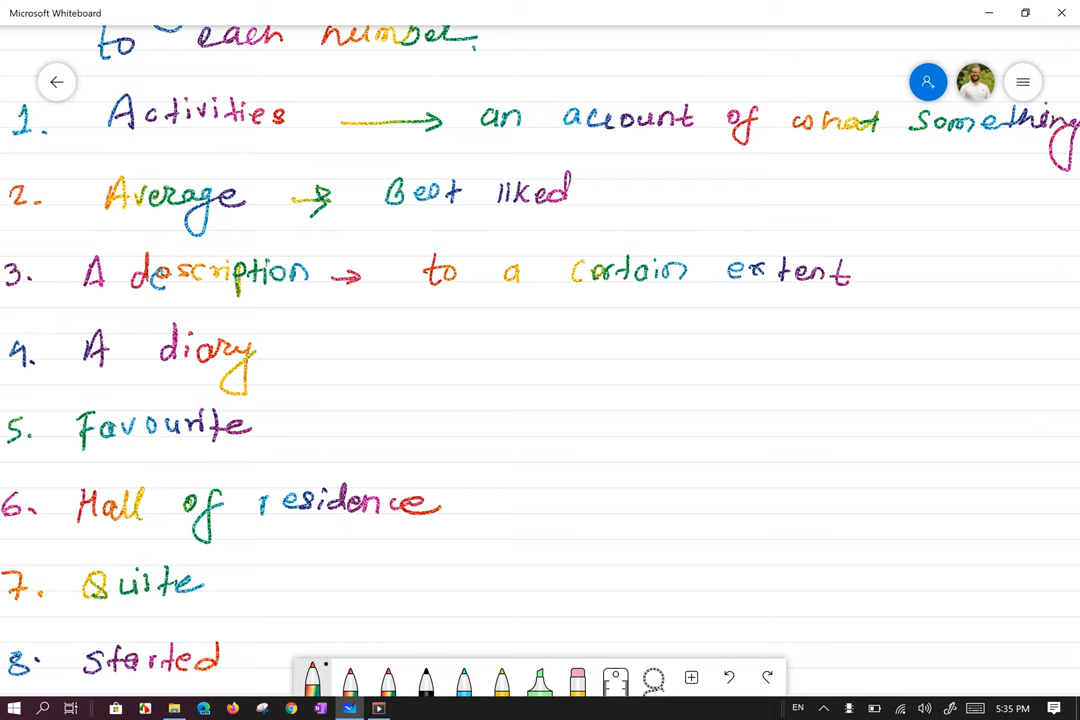 Microsoft Whiteboard
to each number.
1. Activities → an account of what something
2. Average → Best liked
3. A description → to a certain extent
4. A diary
5. Favourite
6. Hall of residence
7. Quite
8. started
EN 5:35 PM